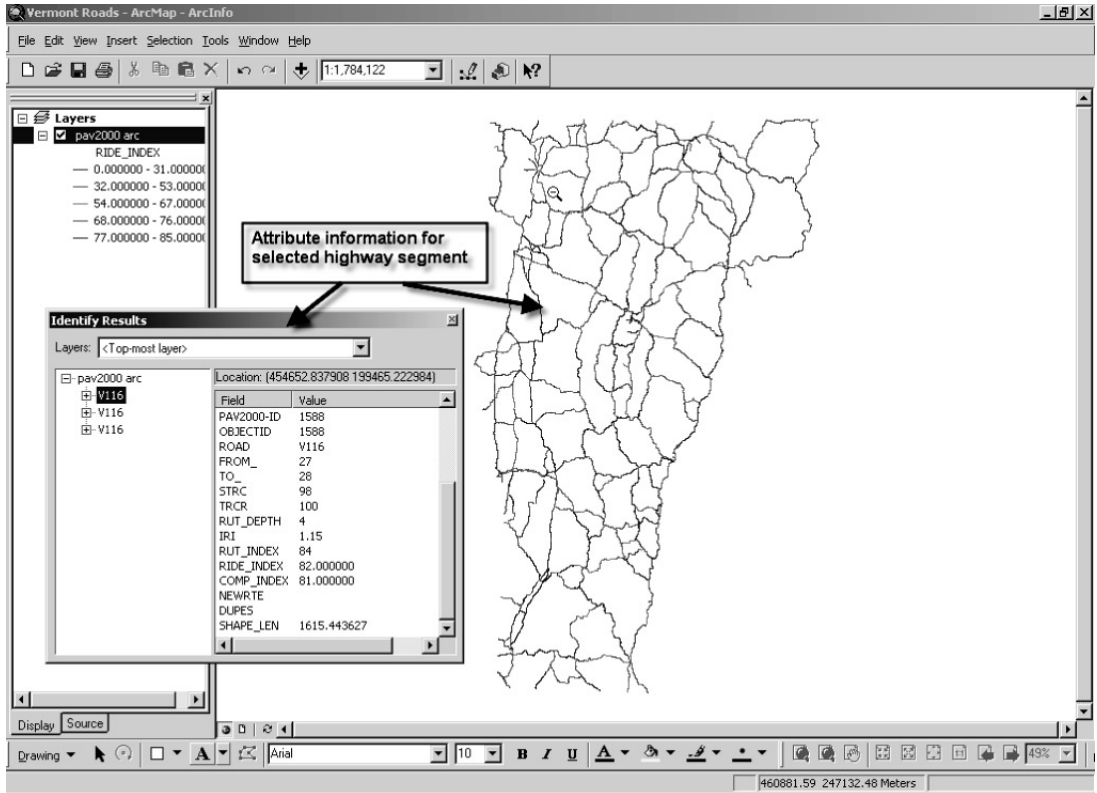 Vermont Roads - ArcMap - ArcInfo
File Edit View Insert Selection Tools Window Help
1:1,784,122
Layers
pav2000 arc
RIDE_INDEX
0.000000 - 31.00000
32.000000 - 53.0000
54.000000 - 67.0000
68.000000 - 76.0000
77.000000 - 85.0000
Attribute information for
selected highway segment
Identify Results
Layers: <Top-most layer>
pav2000 arc
V116
V116
V116
Location: (454652.837908 199465.222984)
Field Value
PAV2000-ID 1588
OBJECTID 1588
ROAD V116
FROM_ 27
TO_ 28
STRC 98
TRCR 100
RUT_DEPTH 4
IRI 1.15
RUT_INDEX 84
RIDE_INDEX 82.000000
COMP_INDEX 81.000000
NEWRTE
DUPES
SHAPE_LEN 1615.443627
Display Source
Drawing A Arial 10 B I U A 49%
460881.59 247132.48 Meters